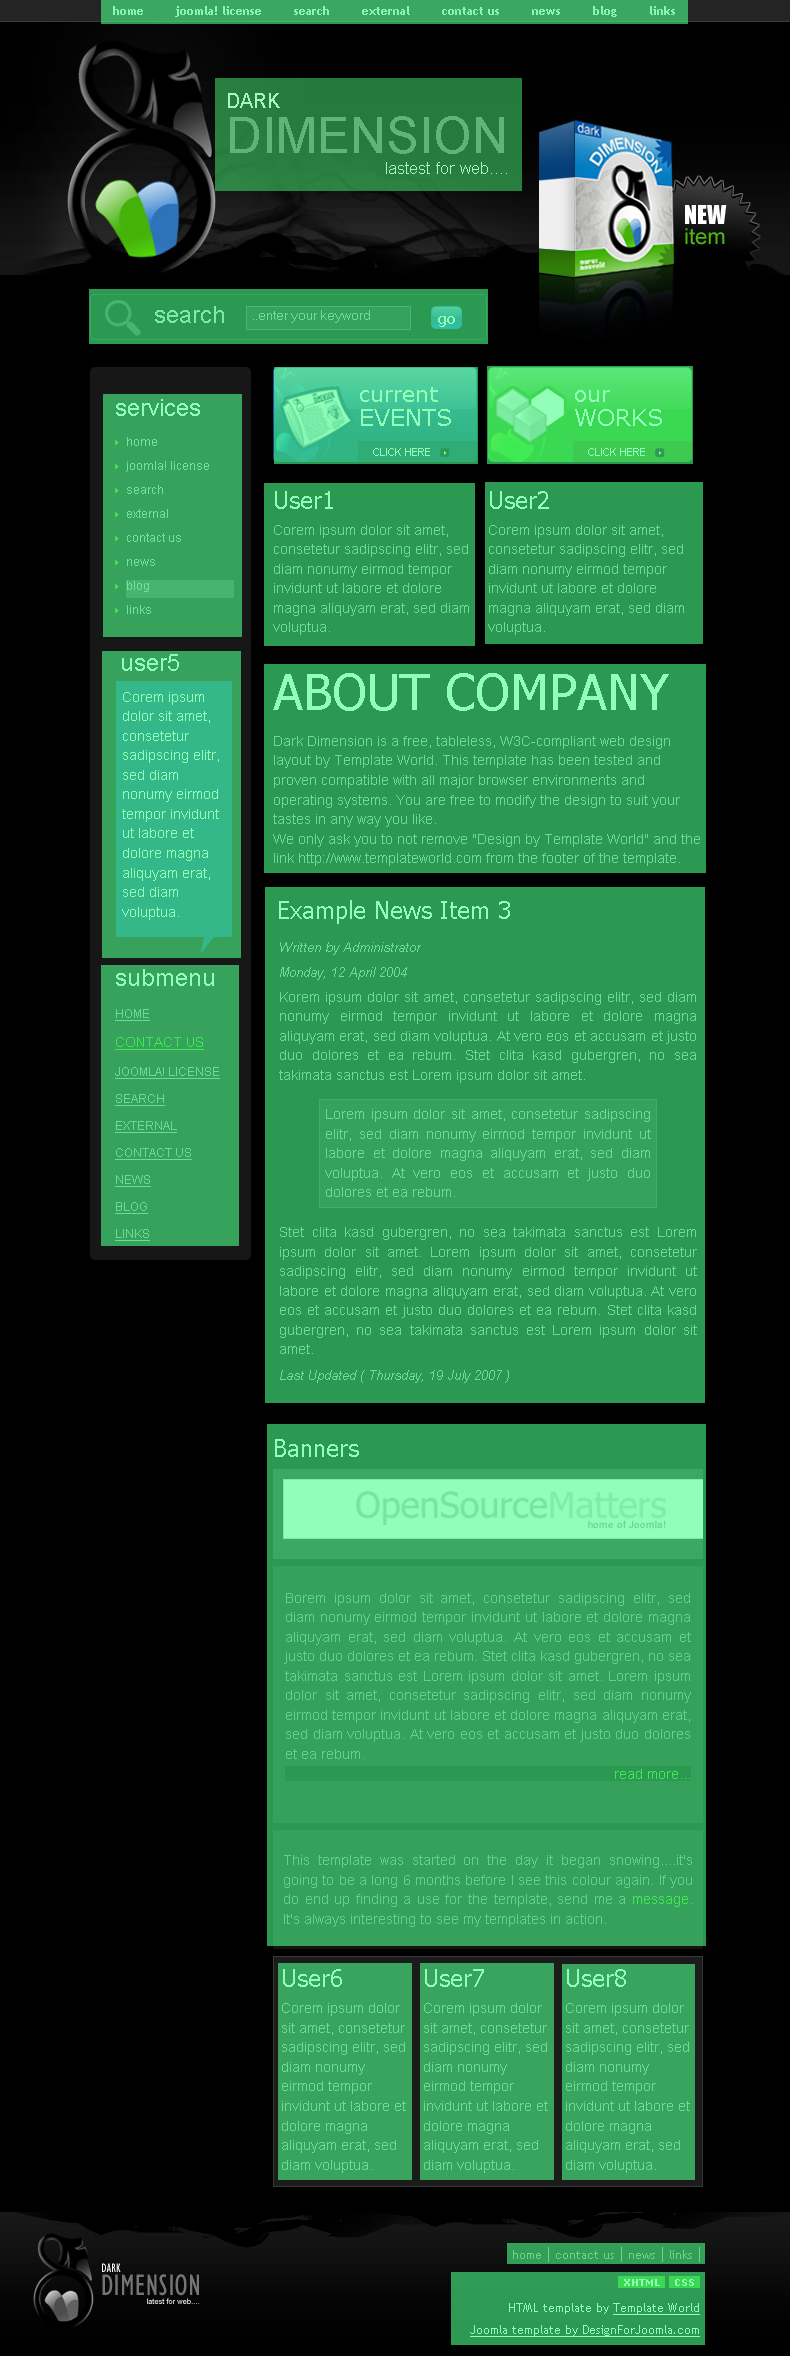 home joomla! license search external contact us news blog links
DARK
DIMENSION
lastest for web....
dark
DIMENSION
NEW
item
search ..enter your keyword go
current
EVENTS
CLICK HERE
our
WORKS
CLICK HERE
services
home
joomla! license
search
external
contact us
news
blog
links
User1
Corem ipsum dolor sit amet,
consetetur sadipscing elitr, sed
diam nonumy eirmod tempor
invidunt ut labore et dolore
magna aliquyam erat, sed diam
voluptua.
User2
Corem ipsum dolor sit amet,
consetetur sadipscing elitr, sed
diam nonumy eirmod tempor
invidunt ut labore et dolore
magna aliquyam erat, sed diam
voluptua.
user5
Corem ipsum
dolor sit amet,
consetetur
sadipscing elitr,
sed diam
nonumy eirmod
tempor invidunt
ut labore et
dolore magna
aliquyam erat,
sed diam
voluptua.
submenu
HOME
CONTACT US
JOOMLA! LICENSE
SEARCH
EXTERNAL
CONTACT US
NEWS
BLOG
LINKS
ABOUT COMPANY
Dark Dimension is a free, tableless, W3C-compliant web design
layout by Template World. This template has been tested and
proven compatible with all major browser environments and
operating systems. You are free to modify the design to suit your
tastes in any way you like.
We only ask you to not remove "Design by Template World" and the
link http://www.templateworld.com from the footer of the template.
Example News Item 3
Written by Administrator
Monday, 12 April 2004
Korem ipsum dolor sit amet, consetetur sadipscing elitr, sed diam
nonumy eirmod tempor invidunt ut labore et dolore magna
aliquyam erat, sed diam voluptua. At vero eos et accusam et justo
duo dolores et ea rebum. Stet clita kasd gubergren, no sea
takimata sanctus est Lorem ipsum dolor sit amet.
Lorem ipsum dolor sit amet, consetetur sadipscing
elitr, sed diam nonumy eirmod tempor invidunt ut
labore et dolore magna aliquyam erat, sed diam
voluptua. At vero eos et accusam et justo duo
dolores et ea rebum.
Stet clita kasd gubergren, no sea takimata sanctus est Lorem
ipsum dolor sit amet. Lorem ipsum dolor sit amet, consetetur
sadipscing elitr, sed diam nonumy eirmod tempor invidunt ut
labore et dolore magna aliquyam erat, sed diam voluptua. At vero
eos et accusam et justo duo dolores et ea rebum. Stet clita kasd
gubergren, no sea takimata sanctus est Lorem ipsum dolor sit
amet.
Last Updated ( Thursday, 19 July 2007 )
Banners
OpenSourceMatters
home of Joomla!
Borem ipsum dolor sit amet, consetetur sadipscing elitr, sed
diam nonumy eirmod tempor invidunt ut labore et dolore magna
aliquyam erat, sed diam voluptua. At vero eos et accusam et
justo duo dolores et ea rebum. Stet clita kasd gubergren, no sea
takimata sanctus est Lorem ipsum dolor sit amet. Lorem ipsum
dolor sit amet, consetetur sadipscing elitr, sed diam nonumy
eirmod tempor invidunt ut labore et dolore magna aliquyam erat,
sed diam voluptua. At vero eos et accusam et justo duo dolores
et ea rebum.
read more...
This template was started on the day it began snowing....it's
going to be a long 6 months before I see this colour again. If you
do end up finding a use for the template, send me a message.
It's always interesting to see my templates in action.
User6
Corem ipsum dolor
sit amet, consetetur
sadipscing elitr, sed
diam nonumy
eirmod tempor
invidunt ut labore et
dolore magna
aliquyam erat, sed
diam voluptua.
User7
Corem ipsum dolor
sit amet, consetetur
sadipscing elitr, sed
diam nonumy
eirmod tempor
invidunt ut labore et
dolore magna
aliquyam erat, sed
diam voluptua.
User8
Corem ipsum dolor
sit amet, consetetur
sadipscing elitr, sed
diam nonumy
eirmod tempor
invidunt ut labore et
dolore magna
aliquyam erat, sed
diam voluptua.
DARK
DIMENSION
latest for web....
home | contact us | news | links |
XHTML CSS
HTML template by Template World
Joomla template by DesignForJoomla.com